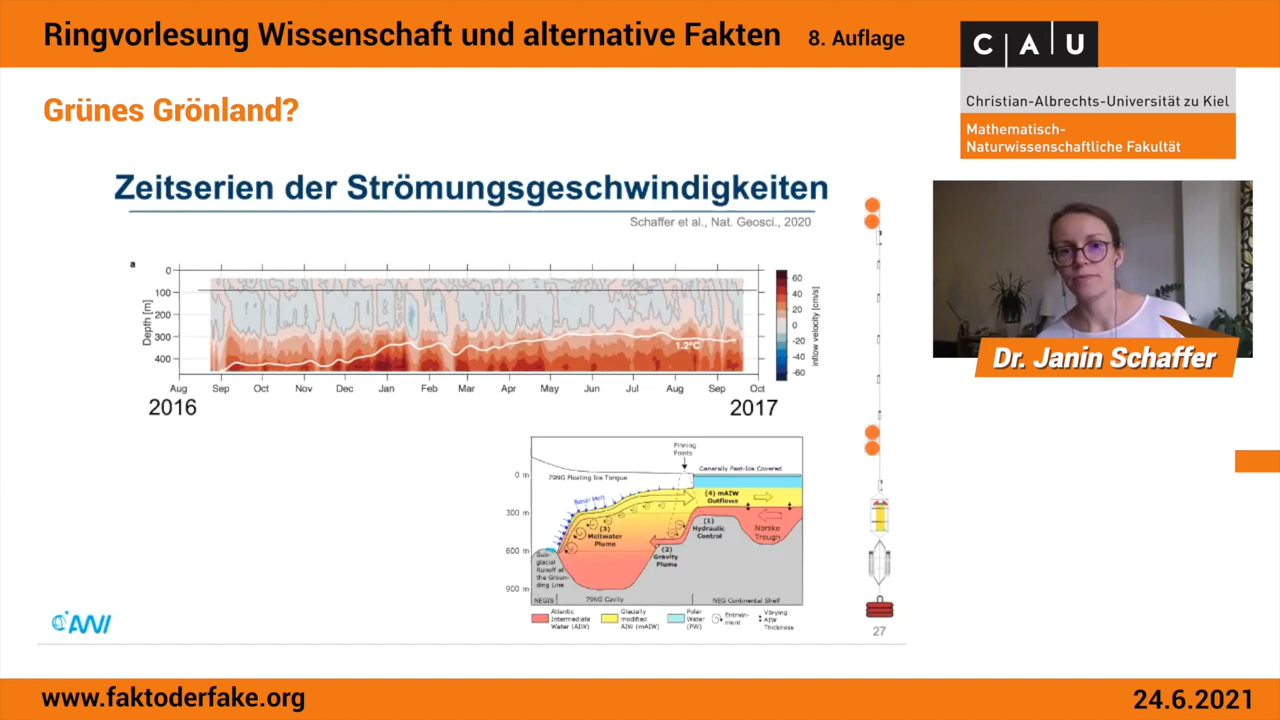 Ringvorlesung Wissenschaft und alternative Fakten 8. Auflage
CAU
Christian-Albrechts-Universität zu Kiel
Mathematisch-
Naturwissenschaftliche Fakultät
Grünes Grönland?
Zeitserien der Strömungsgeschwindigkeiten
Schaffer et al., Nat. Geosci., 2020
Dr. Janin Schaffer
a
Depth [m]
0
100
200
300
400
1.2°C
Aug Sep Oct Nov Dec Jan Feb Mar Apr May Jun Jul Aug Sep Oct
2016 2017
60
40
20
0
-20
-40
-60
inflow velocity [cm/s]
Pinning
Points
79NG Floating Ice Tongue
Generally Fast-Ice Covered
0 m
300 m
600 m
900 m
Basal Melt
(4) mAIW
Outflows
(3)
Meltwater
Plume
(1)
Hydraulic
Control
Norske
Trough
(2)
Gravity
Plume
Sub-
glacial
Runoff at
the Groun-
ding Line
NEGIS 79NG Cavity NEG Continental Shelf
Atlantic
Intermediate
Water (AIW)
Glacially
modified
AIW (mAIW)
Polar
Water
(PW)
Entrain-
ment
Varying
AIW
Thickness
AWI
27
www.faktoderfake.org
24.6.2021